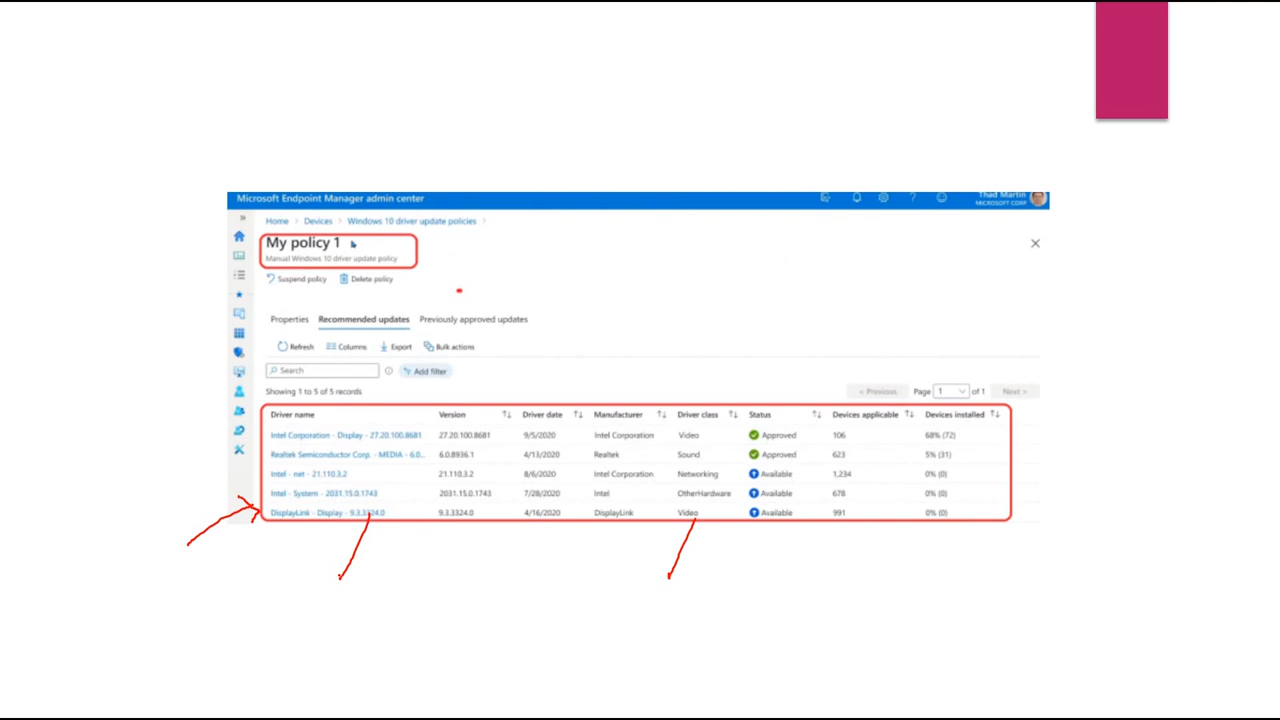 Microsoft Endpoint Manager admin center
Thad Martin
MICROSOFT CORP
Home > Devices > Windows 10 driver update policies >
My policy 1
Manual Windows 10 driver update policy
Suspend policy Delete policy
Properties Recommended updates Previously approved updates
Refresh Columns Export Bulk actions
Search Add filter
Showing 1 to 5 of 5 records
< Previous Page 1 of 1 Next >
Driver name Version Driver date Manufacturer Driver class Status Devices applicable Devices installed
Intel Corporation - Display - 27.20.100.8681 27.20.100.8681 9/5/2020 Intel Corporation Video Approved 106 68% (72)
Realtek Semiconductor Corp. - MEDIA - 6.0... 6.0.8936.1 4/13/2020 Realtek Sound Approved 623 5% (31)
Intel - net - 21.110.3.2 21.110.3.2 8/6/2020 Intel Corporation Networking Available 1,234 0% (0)
Intel - System - 2031.15.0.1743 2031.15.0.1743 7/28/2020 Intel OtherHardware Available 678 0% (0)
DisplayLink - Display - 9.3.3324.0 9.3.3324.0 4/16/2020 DisplayLink Video Available 991 0% (0)